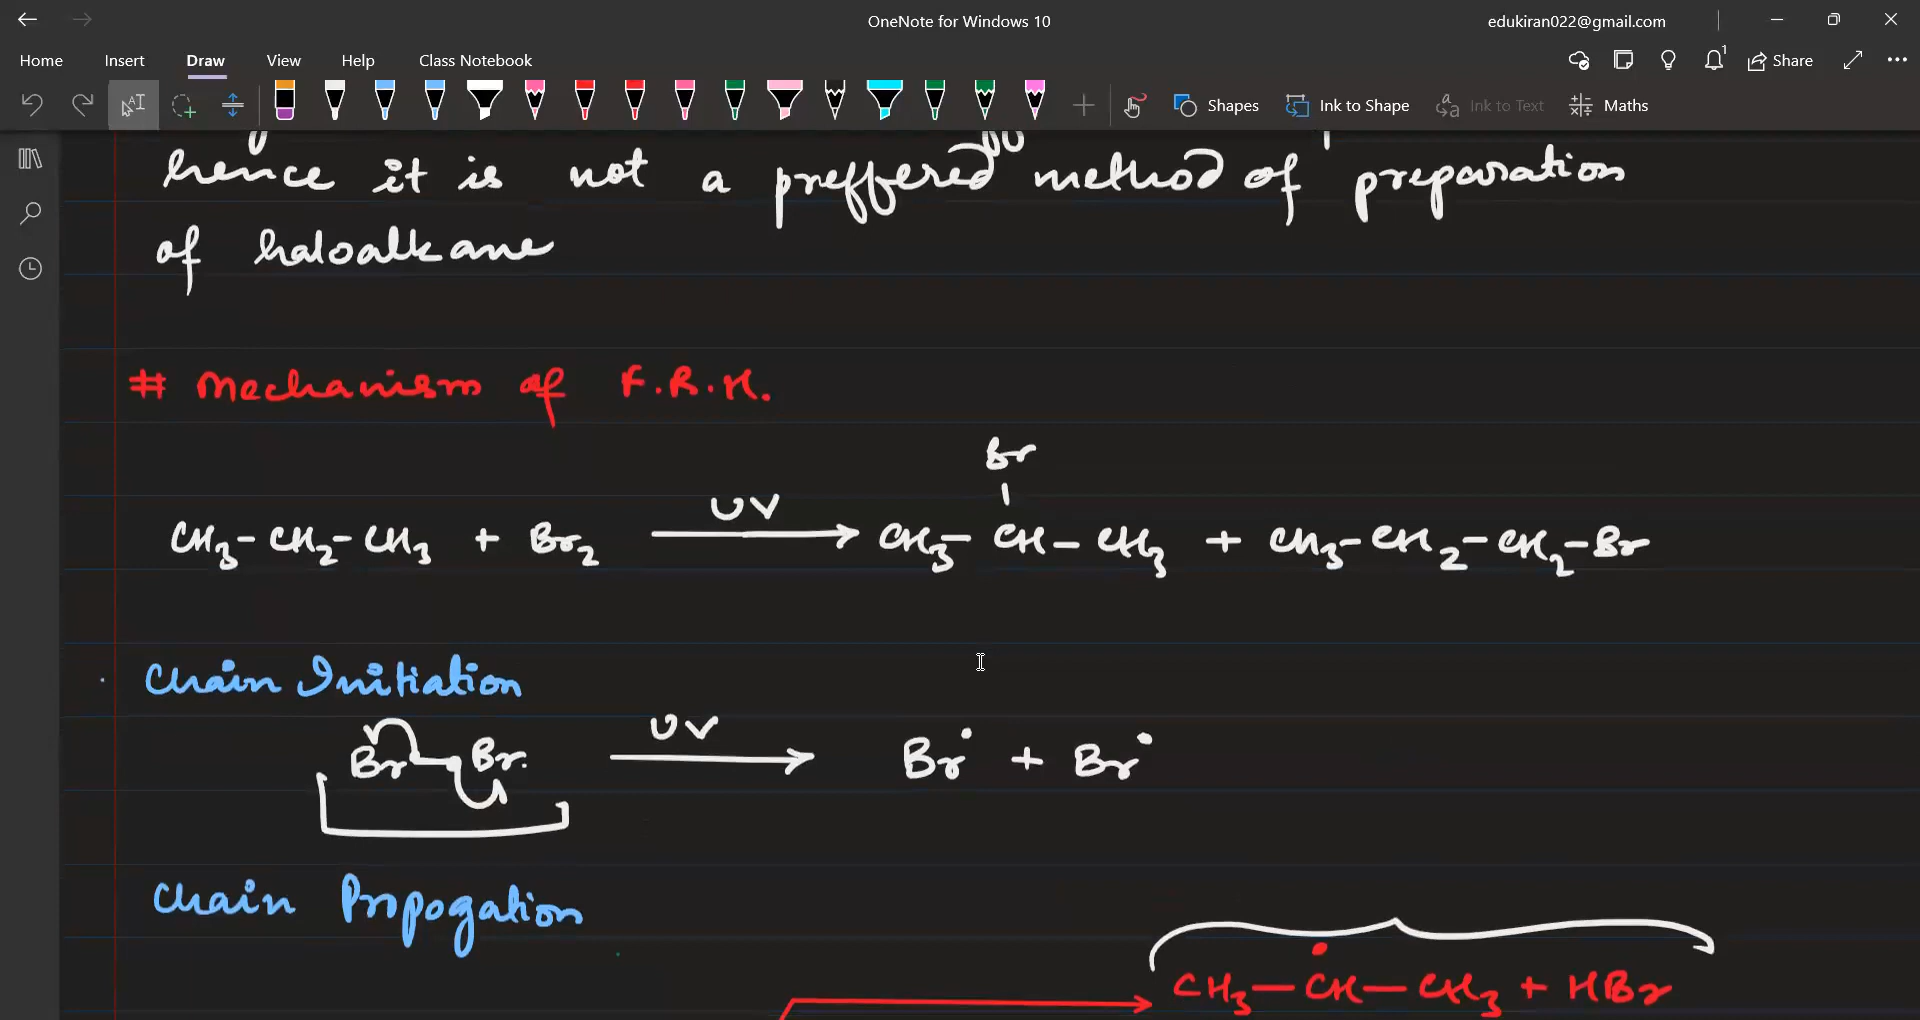 OneNote for Windows 10
edukiran022@gmail.com
Home Insert Draw View Help Class Notebook
1 Share
Shapes Ink to Shape Ink to Text Maths
hence it is not a preffered method of preparation
of haloalkane
# Mechanism of F.R.H.
Br
CH3-CH2-CH3 + Br2 UV CH3-CH-CH3 + CH3-CH2-CH2-Br
Chain Initiation
Br-Br. UV Br• + Br•
Chain Propogation
CH3-ĊH-CH3 + HBr